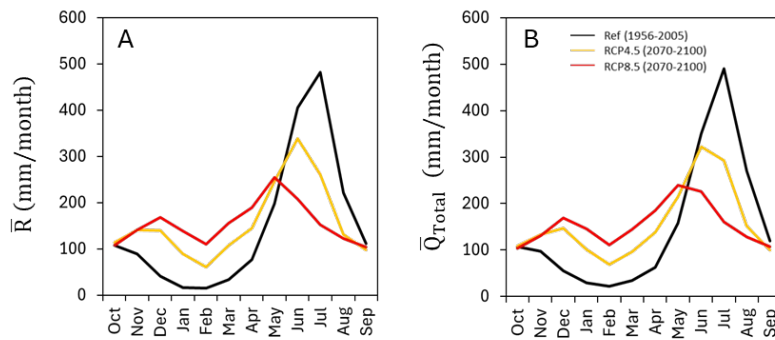 A
R̅ (mm/month)
600
500
400
300
200
100
0
Oct
Nov
Dec
Jan
Feb
Mar
Apr
May
Jun
Jul
Aug
Sep
B
Ref (1956-2005)
RCP4.5 (2070-2100)
RCP8.5 (2070-2100)
Q̅Total (mm/month)
600
500
400
300
200
100
0
Oct
Nov
Dec
Jan
Feb
Mar
Apr
May
Jun
Jul
Aug
Sep